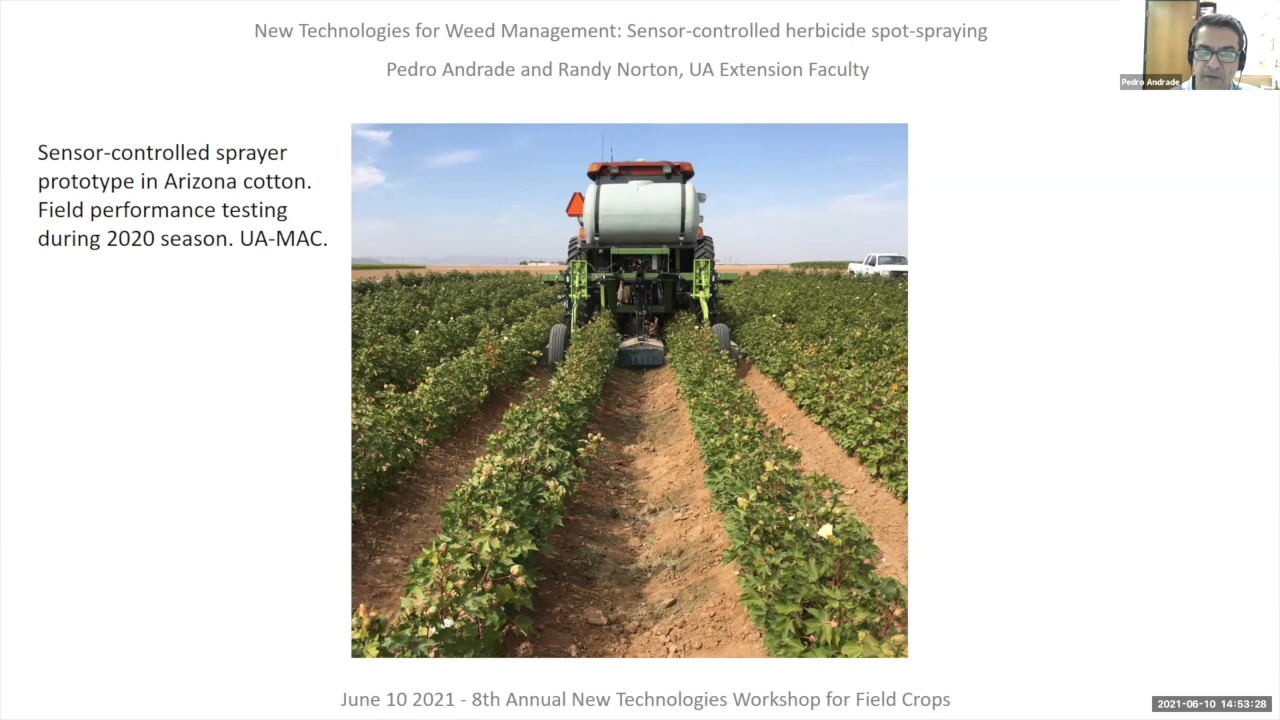 New Technologies for Weed Management: Sensor-controlled herbicide spot-spraying
Pedro Andrade and Randy Norton, UA Extension Faculty
Pedro Andrade
Sensor-controlled sprayer
prototype in Arizona cotton.
Field performance testing
during 2020 season. UA-MAC.
June 10 2021 - 8th Annual New Technologies Workshop for Field Crops
2021-06-10 14:53:28